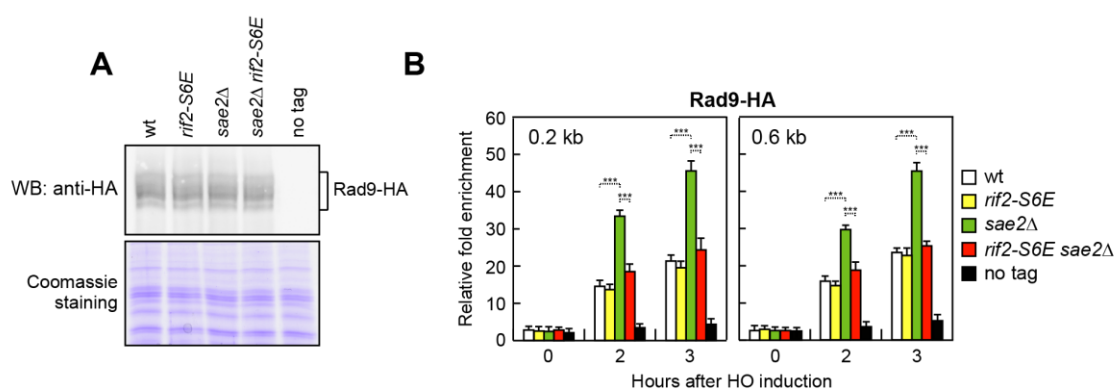 A
wt
rif2-S6E
sae2Δ
sae2Δ rif2-S6E
no tag
WB: anti-HA
Rad9-HA
Coomassie
staining
B
Rad9-HA
Relative fold enrichment
60
50
40
30
20
10
0
0.2 kb
***
***
***
***
0.6 kb
***
***
***
***
0
2
3
0
2
3
Hours after HO induction
wt
rif2-S6E
sae2Δ
rif2-S6E sae2Δ
no tag